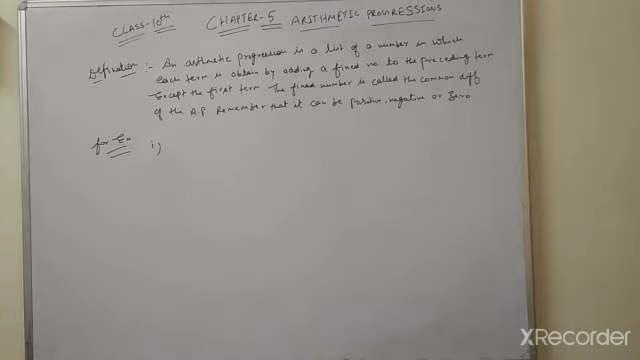 CLASS-10th CHAPTER-5 ARITHMETIC PROGRESSIONS
Defination :- An arthmetic progression is a list of a number in which
each term is obtain by adding a fixed no. to the preceding term
Except the first term The fixed number is called the common diff
of the A.P Remember that it can be positive, negative or Zero
for Ex i)
XRecorder